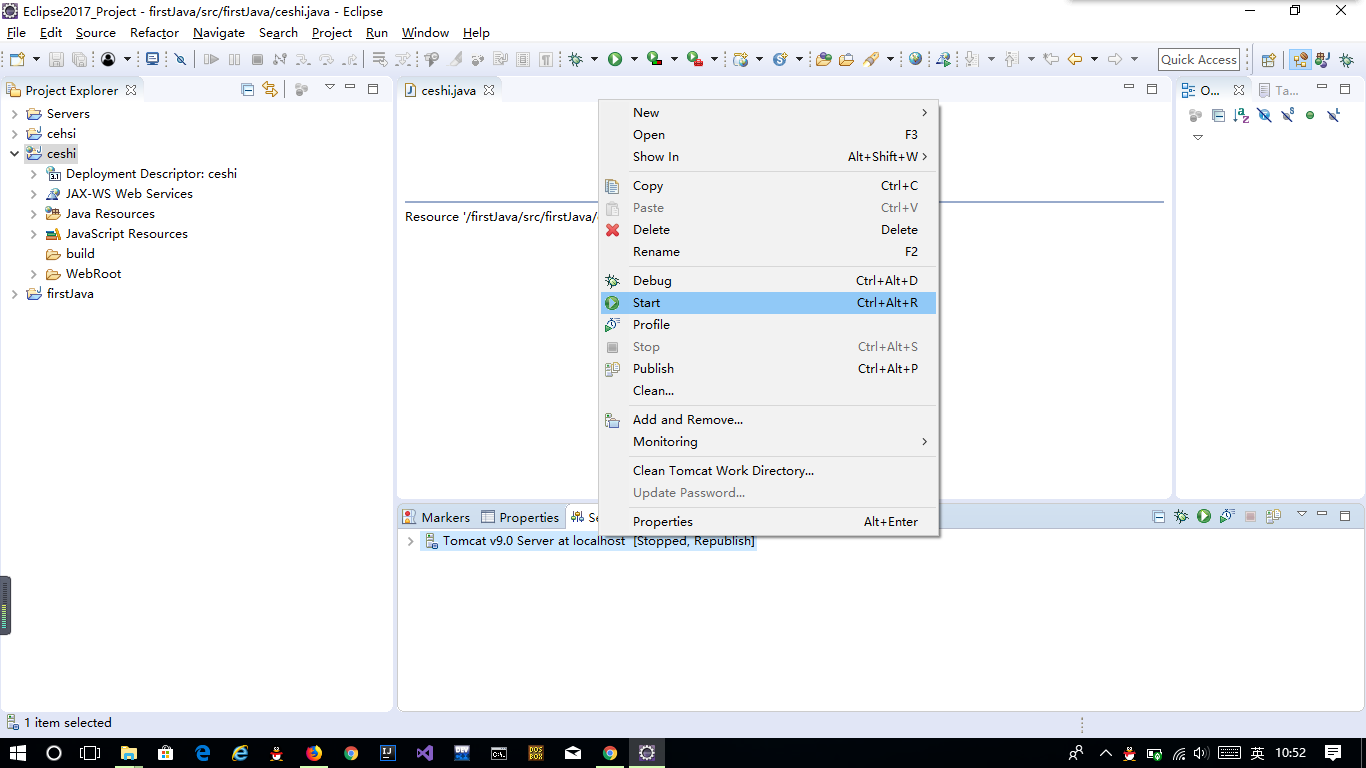 Eclipse2017_Project - firstJava/src/firstJava/ceshi.java - Eclipse
File Edit Source Refactor Navigate Search Project Run Window Help
Quick Access
Project Explorer
Servers
cehsi
ceshi
3.1 Deployment Descriptor: ceshi
JAX-WS Web Services
Java Resources
JavaScript Resources
build
WebRoot
firstJava
ceshi.java
Resource '/firstJava/src/firstJava/
O...
Ta...
New
Open F3
Show In Alt+Shift+W
Copy Ctrl+C
Paste Ctrl+V
Delete Delete
Rename F2
Debug Ctrl+Alt+D
Start Ctrl+Alt+R
Profile
Stop Ctrl+Alt+S
Publish Ctrl+Alt+P
Clean...
Add and Remove...
Monitoring
Clean Tomcat Work Directory...
Update Password...
Properties Alt+Enter
Markers Properties Se
Tomcat v9.0 Server at localhost [Stopped, Republish]
1 item selected
英 10:52